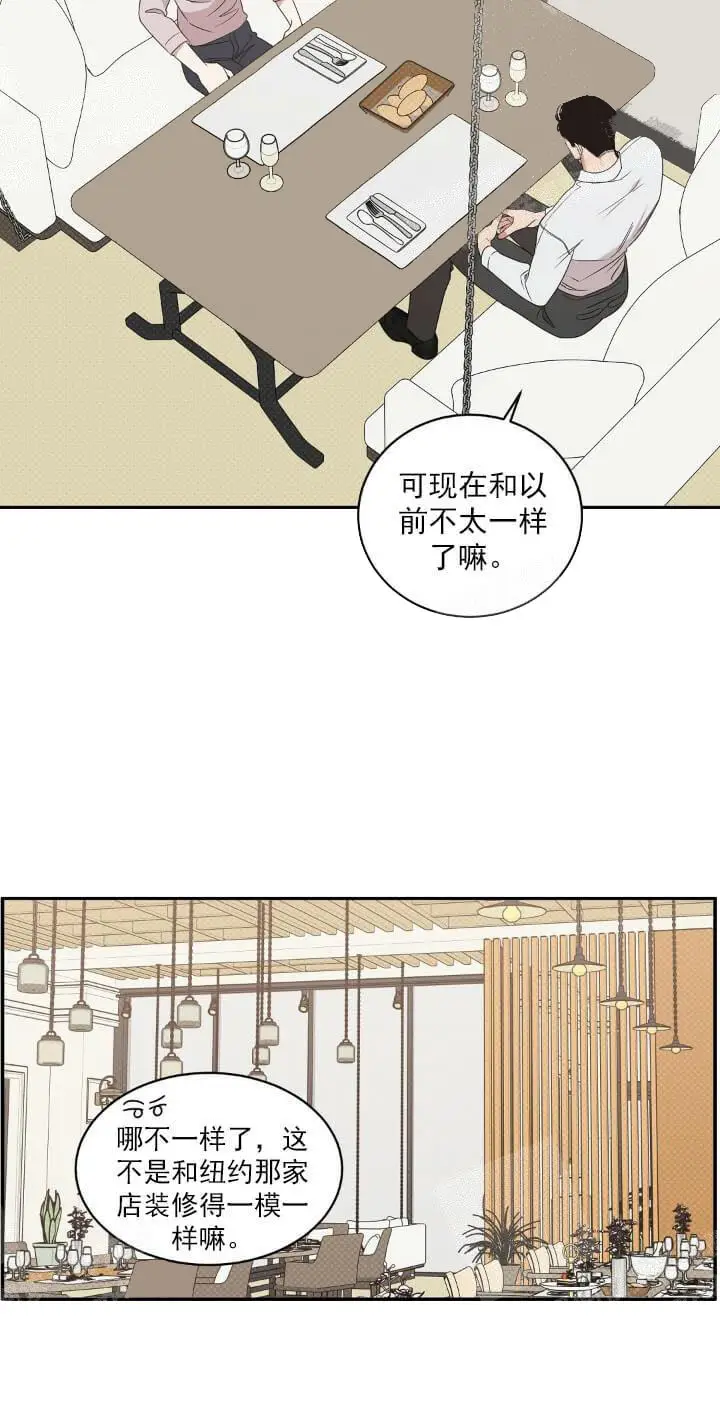 可现在和以
前不太一样
了嘛。
哪不一样了，这
不是和纽约那家
店装修得一模一
样嘛。